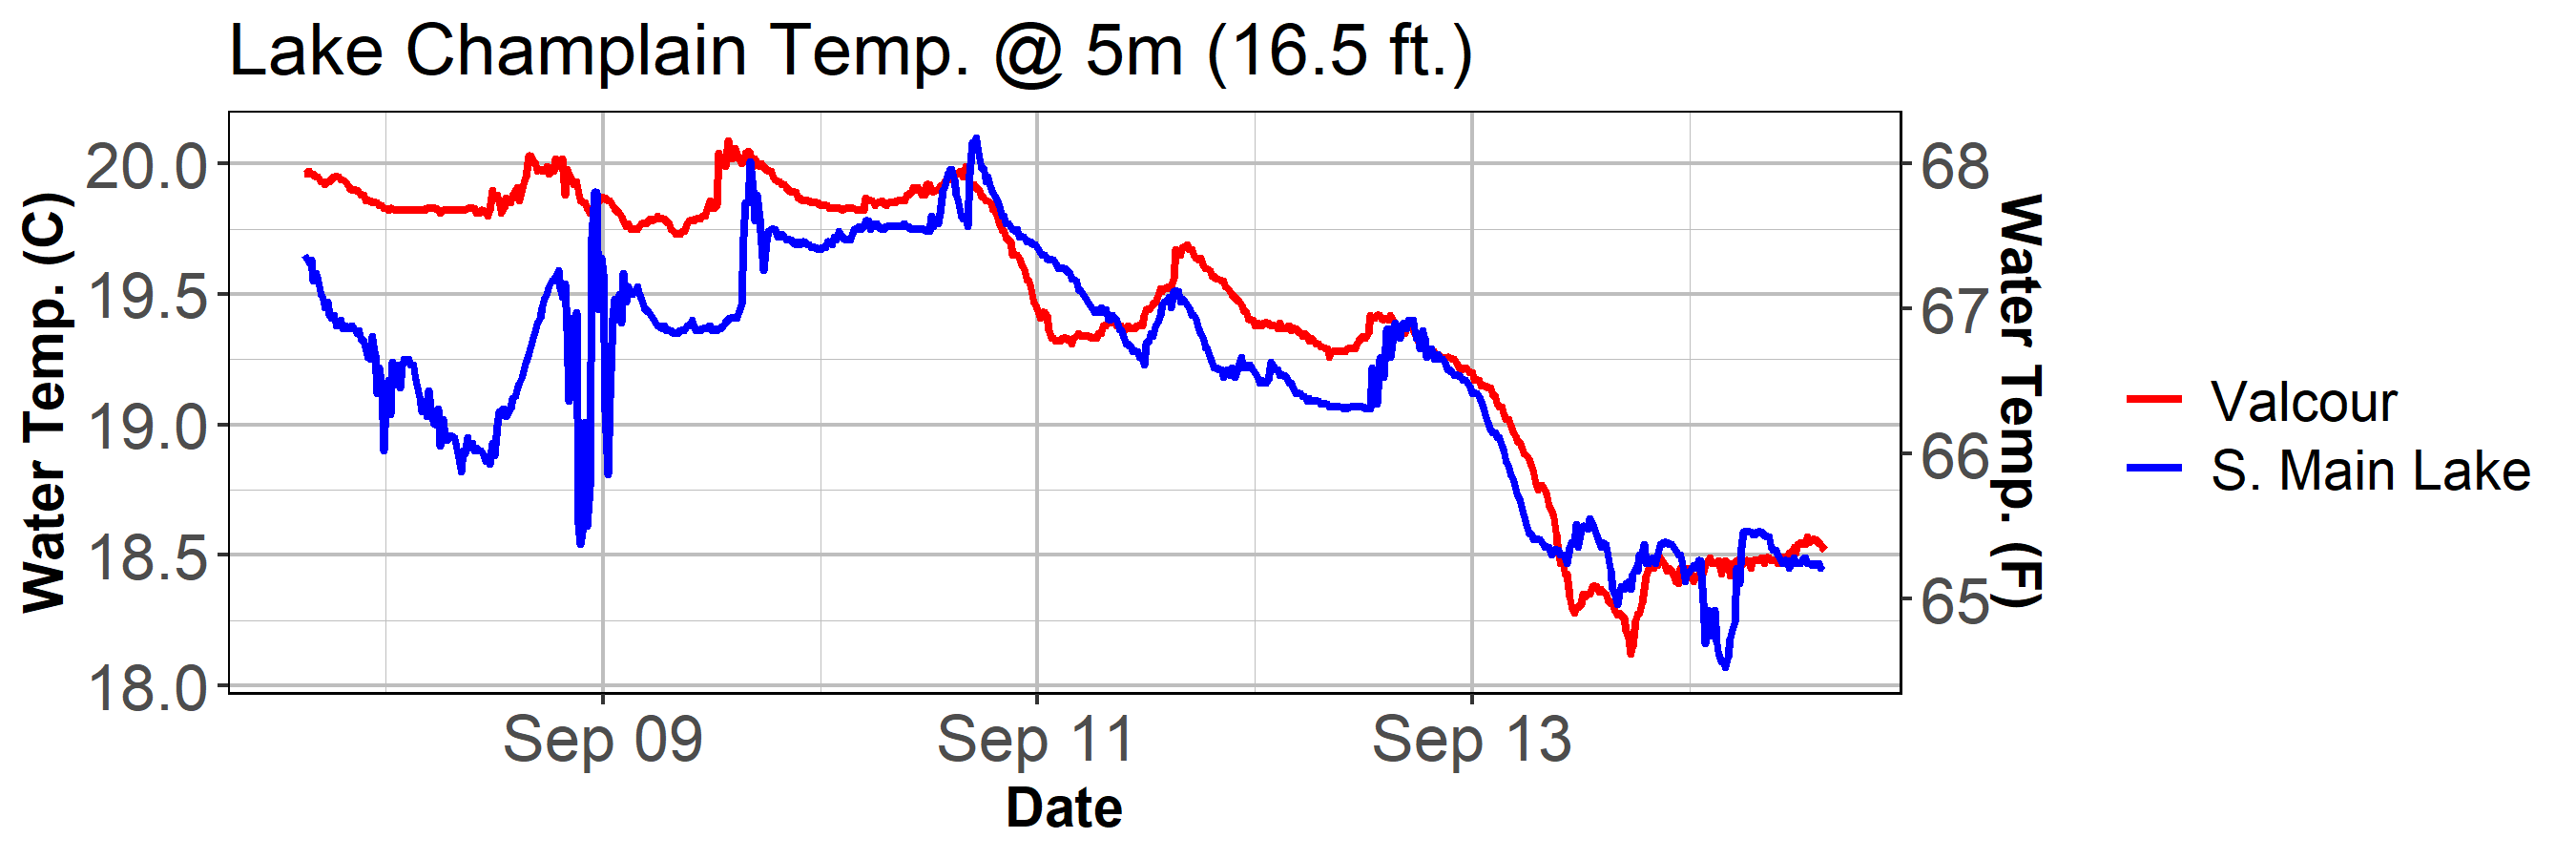 Lake Champlain Temp. @ 5m (16.5 ft.)
Water Temp. (C)
20.0
19.5
19.0
18.5
18.0
68
67
66
65
Water Temp. (F)
Sep 09
Sep 11
Sep 13
Date
Valcour
S. Main Lake